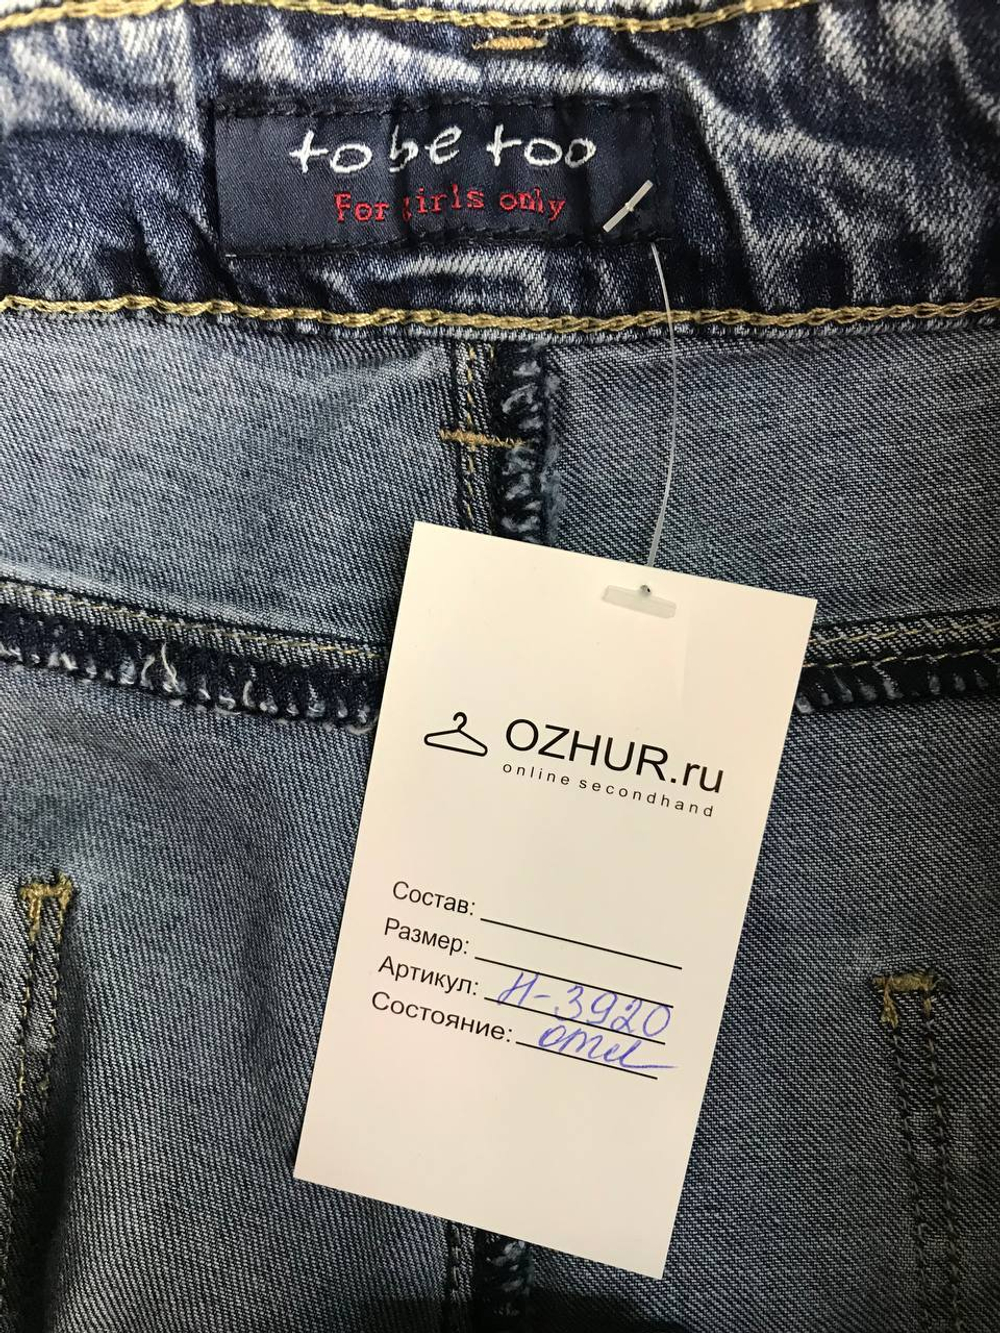 to be too
For girls only
OZHUR.ru
online secondhand
Состав:
Размер:
Артикул: Н-3920
Состояние: отл